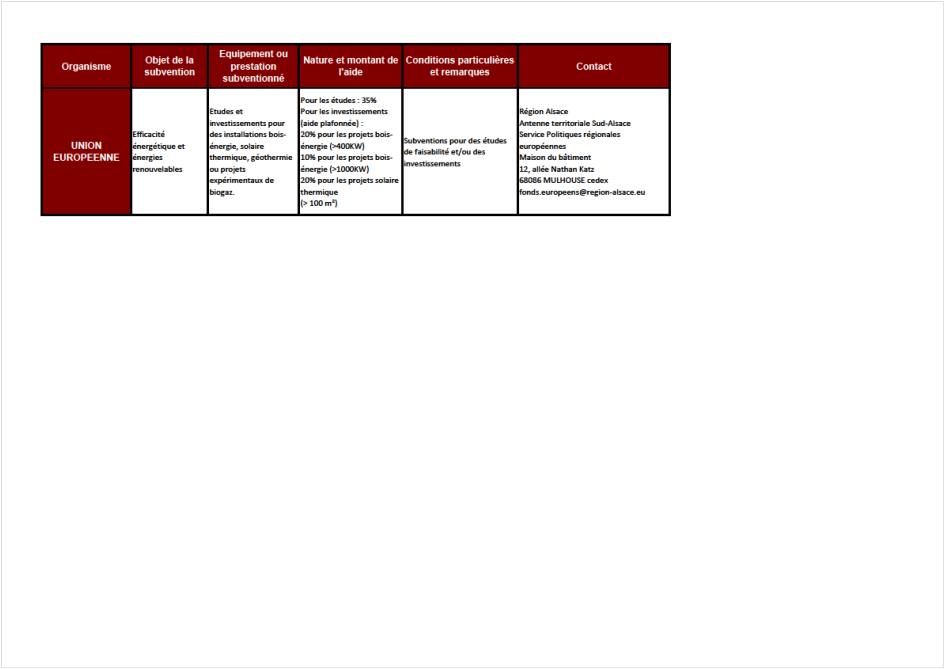 Organisme
Objet de la
subvention
Equipement ou
prestation
subventionné
Nature et montant de
l'aide
Conditions particulières
et remarques
Contact
UNION
EUROPEENNE
Efficacité
énergétique et
énergies
renouvelables
Etudes et
investissements pour
des installations bois-
énergie, solaire
thermique, géothermie
ou projets
expérimentaux de
biogaz.
Pour les études : 35%
Pour les investissements
(aide plafonnée) :
20% pour les projets bois-
énergie (>400KW)
10% pour les projets bois-
énergie (>1000KW)
20% pour les projets solaire
thermique
(> 100 m²)
Subventions pour des études
de faisabilité et/ou des
investissements
Région Alsace
Antenne territoriale Sud-Alsace
Service Politiques régionales
européennes
Maison du bâtiment
12, allée Nathan Katz
68086 MULHOUSE cedex
fonds.europeens@region-alsace.eu